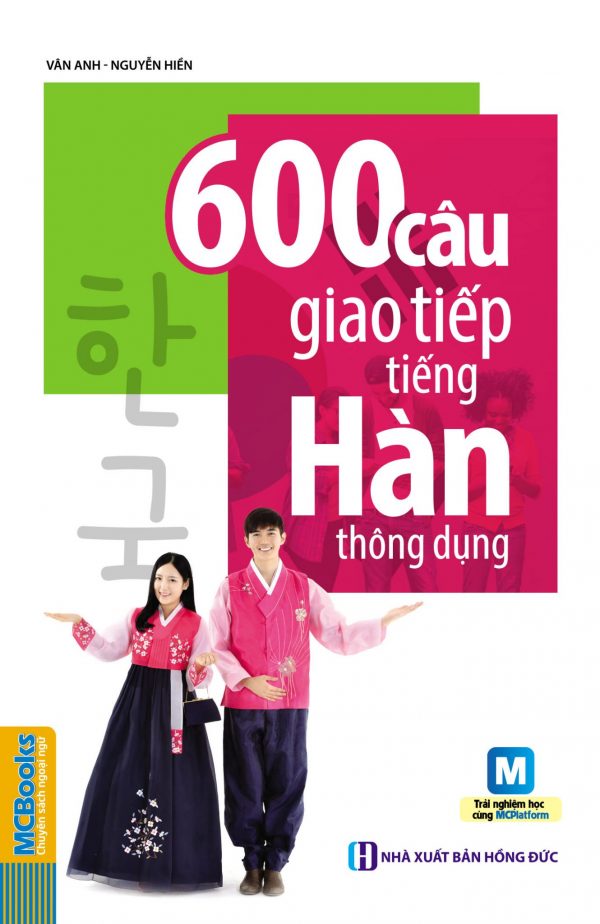 VÂN ANH - NGUYỄN HIỀN
600 câu
giao tiếp
tiếng
Hàn
thông dụng
한
국
MCBooks
Chuyên sách ngoại ngữ
M
Trải nghiệm học
cùng MCPlatform
H NHÀ XUẤT BẢN HỒNG ĐỨC